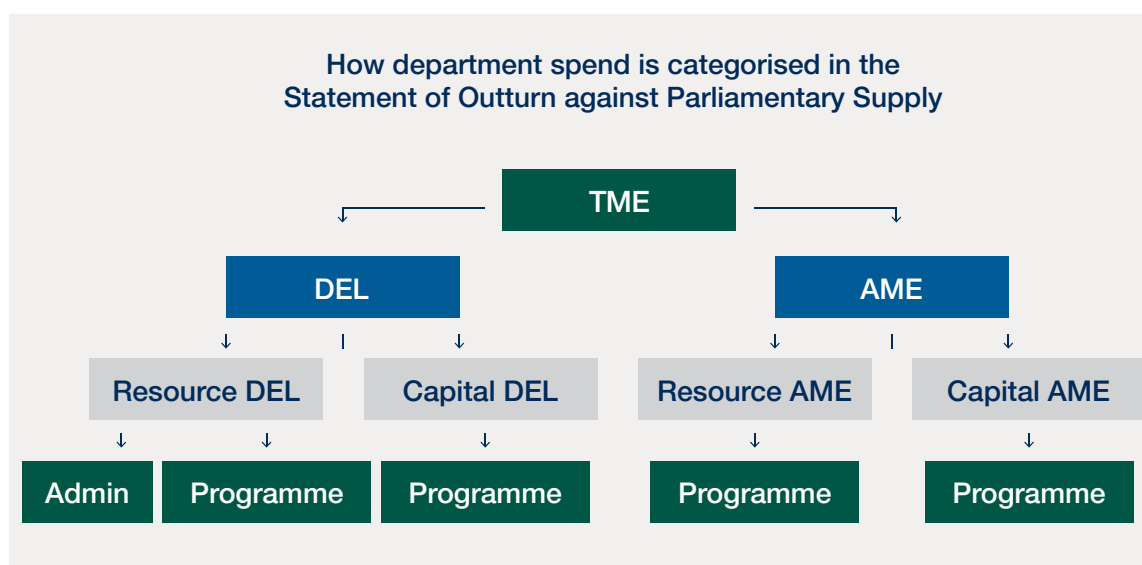 How department spend is categorised in the
Statement of Outturn against Parliamentary Supply
TME
DEL
AME
Resource DEL
Capital DEL
Resource AME
Capital AME
Admin
Programme
Programme
Programme
Programme